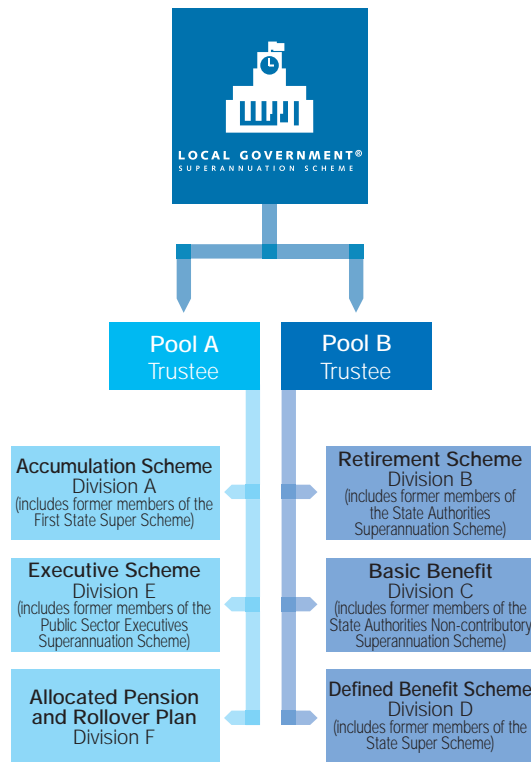 LOCAL GOVERNMENT®
SUPERANNUATION SCHEME
Pool A
Trustee
Pool B
Trustee
Accumulation Scheme
Division A
(includes former members of the
First State Super Scheme)
Executive Scheme
Division E
(includes former members of the
Public Sector Executives
Superannuation Scheme)
Allocated Pension
and Rollover Plan
Division F
Retirement Scheme
Division B
(includes former members of
the State Authorities
Superannuation Scheme)
Basic Benefit
Division C
(includes former members of the
State Authorities Non-contributory
Superannuation Scheme)
Defined Benefit Scheme
Division D
(includes former members of the
State Super Scheme)